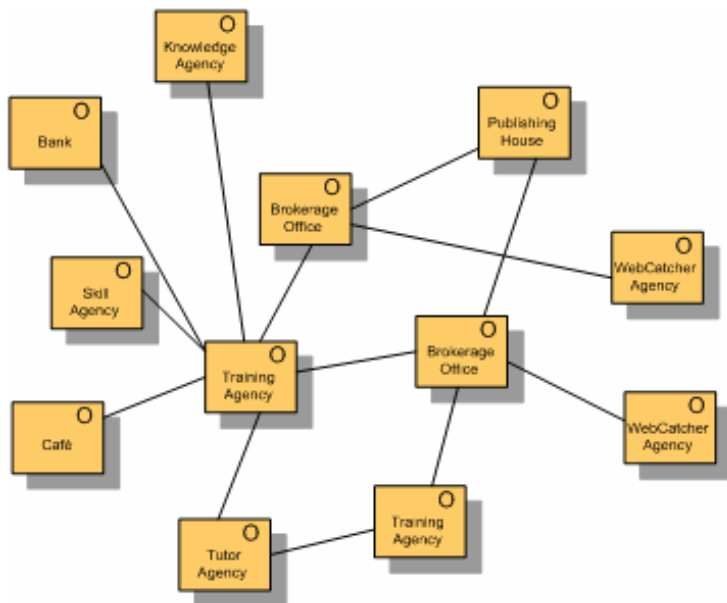 O
Knowledge
Agency
O
Bank
O
Publishing
House
O
Brokerage
Office
O
WebCatcher
Agency
O
Skill
Agency
O
Training
Agency
O
Brokerage
Office
O
Café
O
WebCatcher
Agency
O
Tutor
Agency
O
Training
Agency